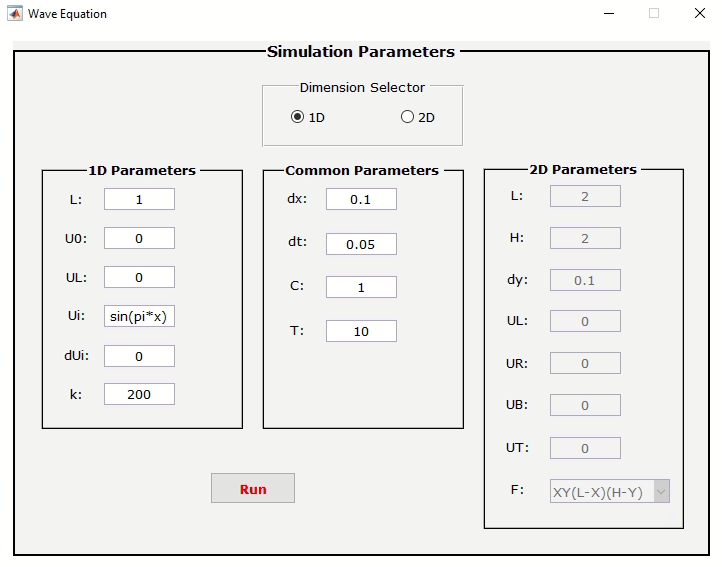 Wave Equation
Simulation Parameters
Dimension Selector
1D
2D
1D Parameters
L: 1
U0: 0
UL: 0
Ui: sin(pi*x)
dUi: 0
k: 200
Common Parameters
dx: 0.1
dt: 0.05
C: 1
T: 10
2D Parameters
L: 2
H: 2
dy: 0.1
UL: 0
UR: 0
UB: 0
UT: 0
F: XY(L-X)(H-Y)
Run